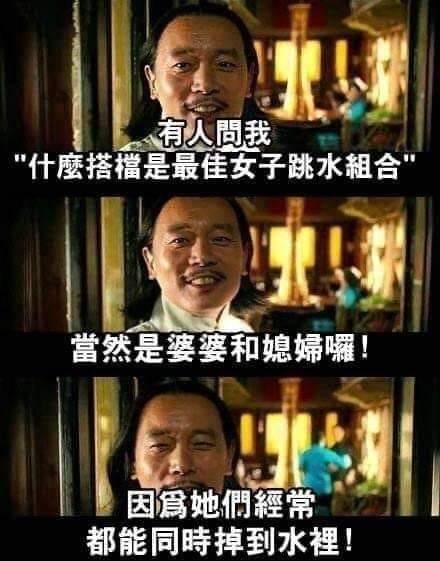 有人問我
"什麼搭檔是最佳女子跳水組合"
當然是婆婆和媳婦囉!
因為她們經常
都能同時掉到水裡!